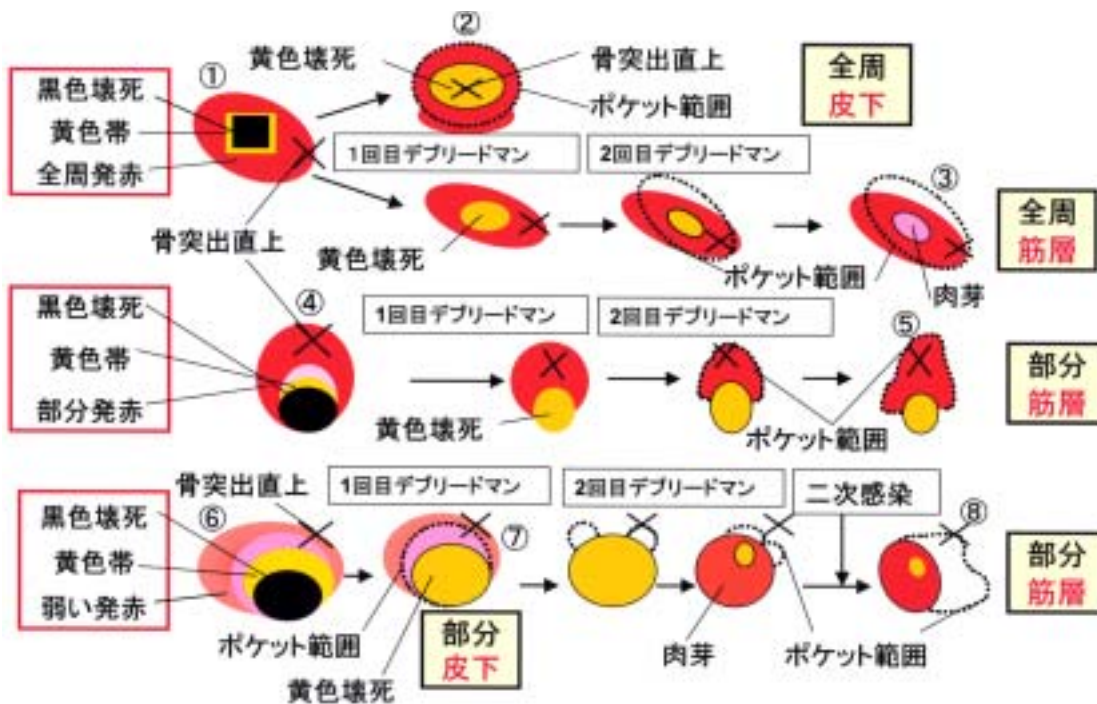 ②
黄色壊死
骨突出直上
ポケット範囲
全周
皮下
①
黒色壊死
黄色帯
全周発赤
1回目デブリードマン
2回目デブリードマン
③
黄色壊死
ポケット範囲
肉芽
全周
筋層
骨突出直上
④
黒色壊死
黄色帯
部分発赤
1回目デブリードマン
2回目デブリードマン
⑤
黄色壊死
ポケット範囲
部分
筋層
骨突出直上
⑥
黒色壊死
黄色帯
弱い発赤
1回目デブリードマン
⑦
2回目デブリードマン
二次感染
⑧
ポケット範囲
黄色壊死
部分
皮下
肉芽
ポケット範囲
部分
筋層